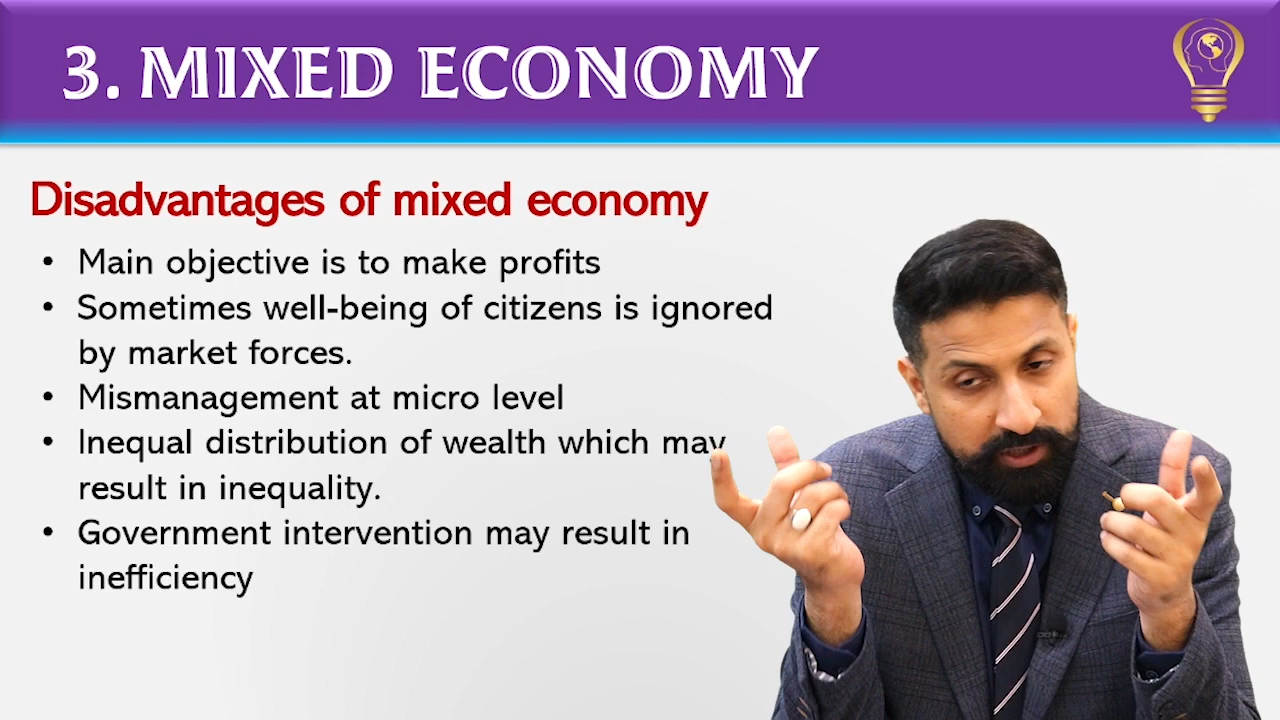 3. MIXED ECONOMY
Disadvantages of mixed economy
• Main objective is to make profits
• Sometimes well-being of citizens is ignored
by market forces.
• Mismanagement at micro level
• Inequal distribution of wealth which may
result in inequality.
• Government intervention may result in
inefficiency